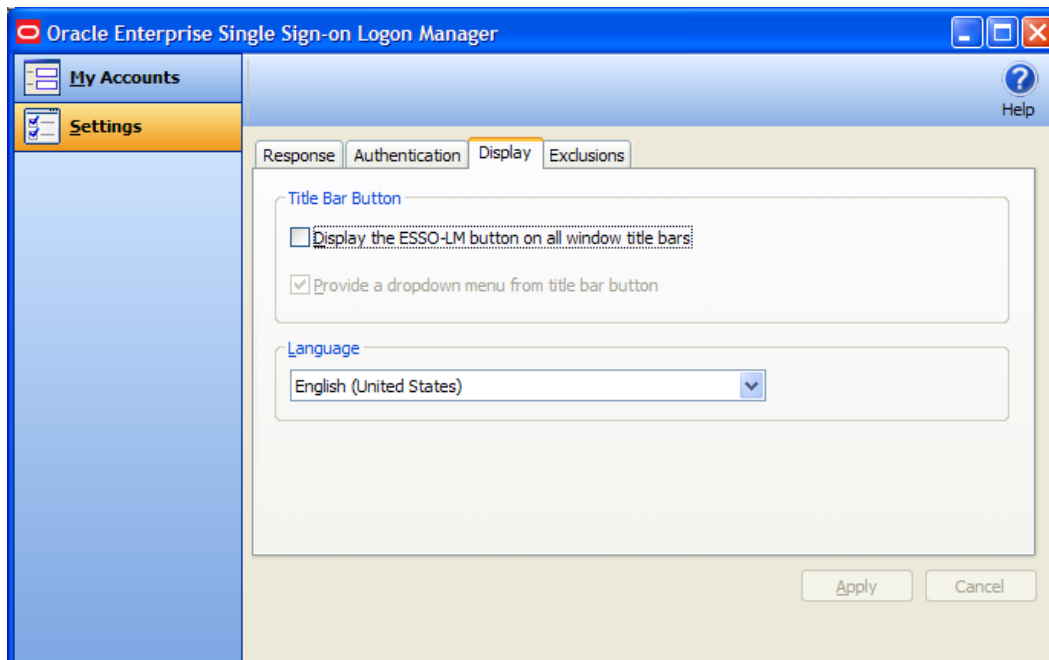 Oracle Enterprise Single Sign-on Logon Manager
My Accounts
Settings
Help
Response Authentication Display Exclusions
Title Bar Button
Display the ESSO-LM button on all window title bars
Provide a dropdown menu from title bar button
Language
English (United States)
Apply Cancel